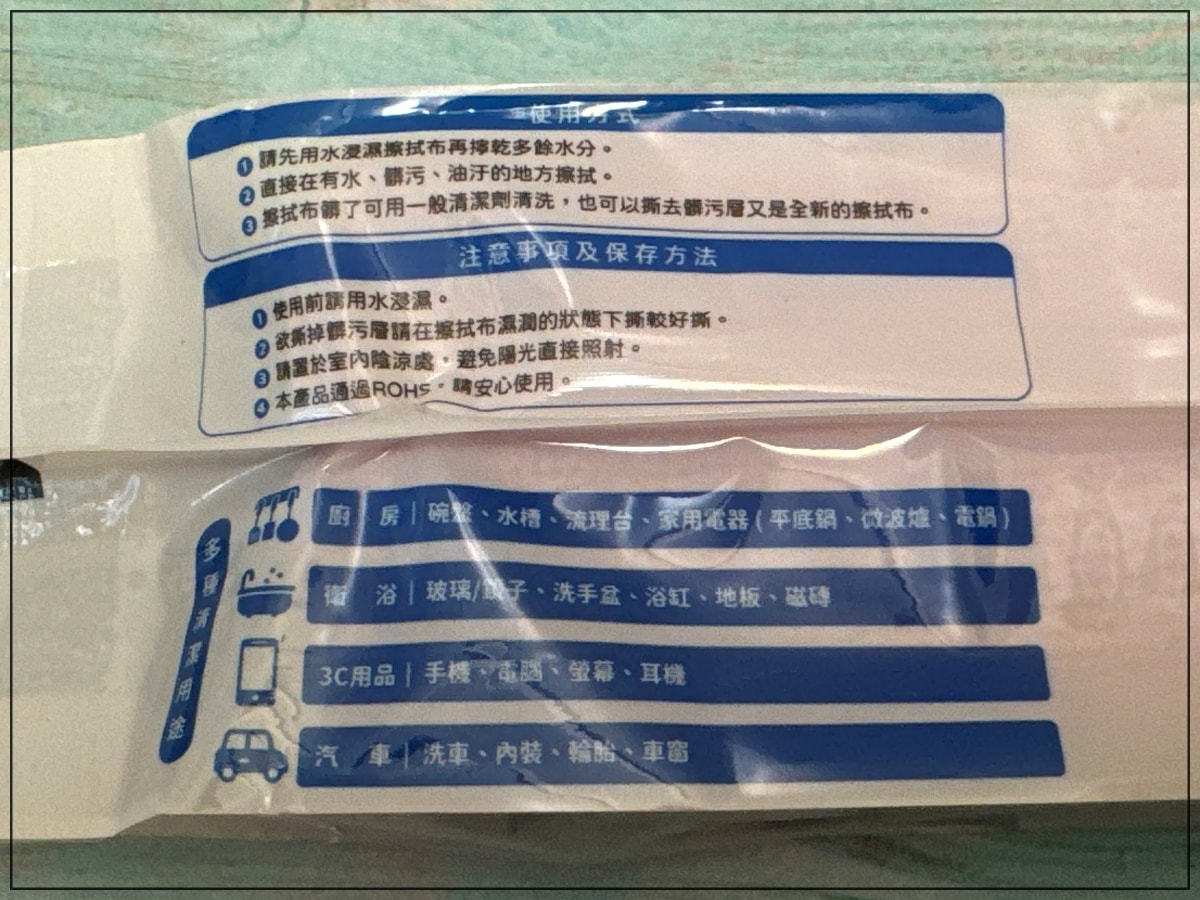 使用方式
1 請先用水浸濕擦拭布再擰乾多餘水分。
2 直接在有水、髒污、油汙的地方擦拭。
3 擦拭布髒了可用一般清潔劑清洗，也可以撕去髒污層又是全新的擦拭布。
注意事項及保存方法
1 使用前請用水浸濕。
2 欲撕掉髒污層請在擦拭布濕潤的狀態下撕較好撕。
3 請置於室內陰涼處，避免陽光直接照射。
4 本產品通過ROHS，請安心使用。
多種清潔用途
廚 房｜碗盤、水槽、流理台、家用電器(平底鍋、微波爐、電鍋)
衛 浴｜玻璃/鏡子、洗手盆、浴缸、地板、磁磚
3C用品｜手機、電腦、螢幕、耳機
汽 車｜洗車、內裝、輪胎、車窗